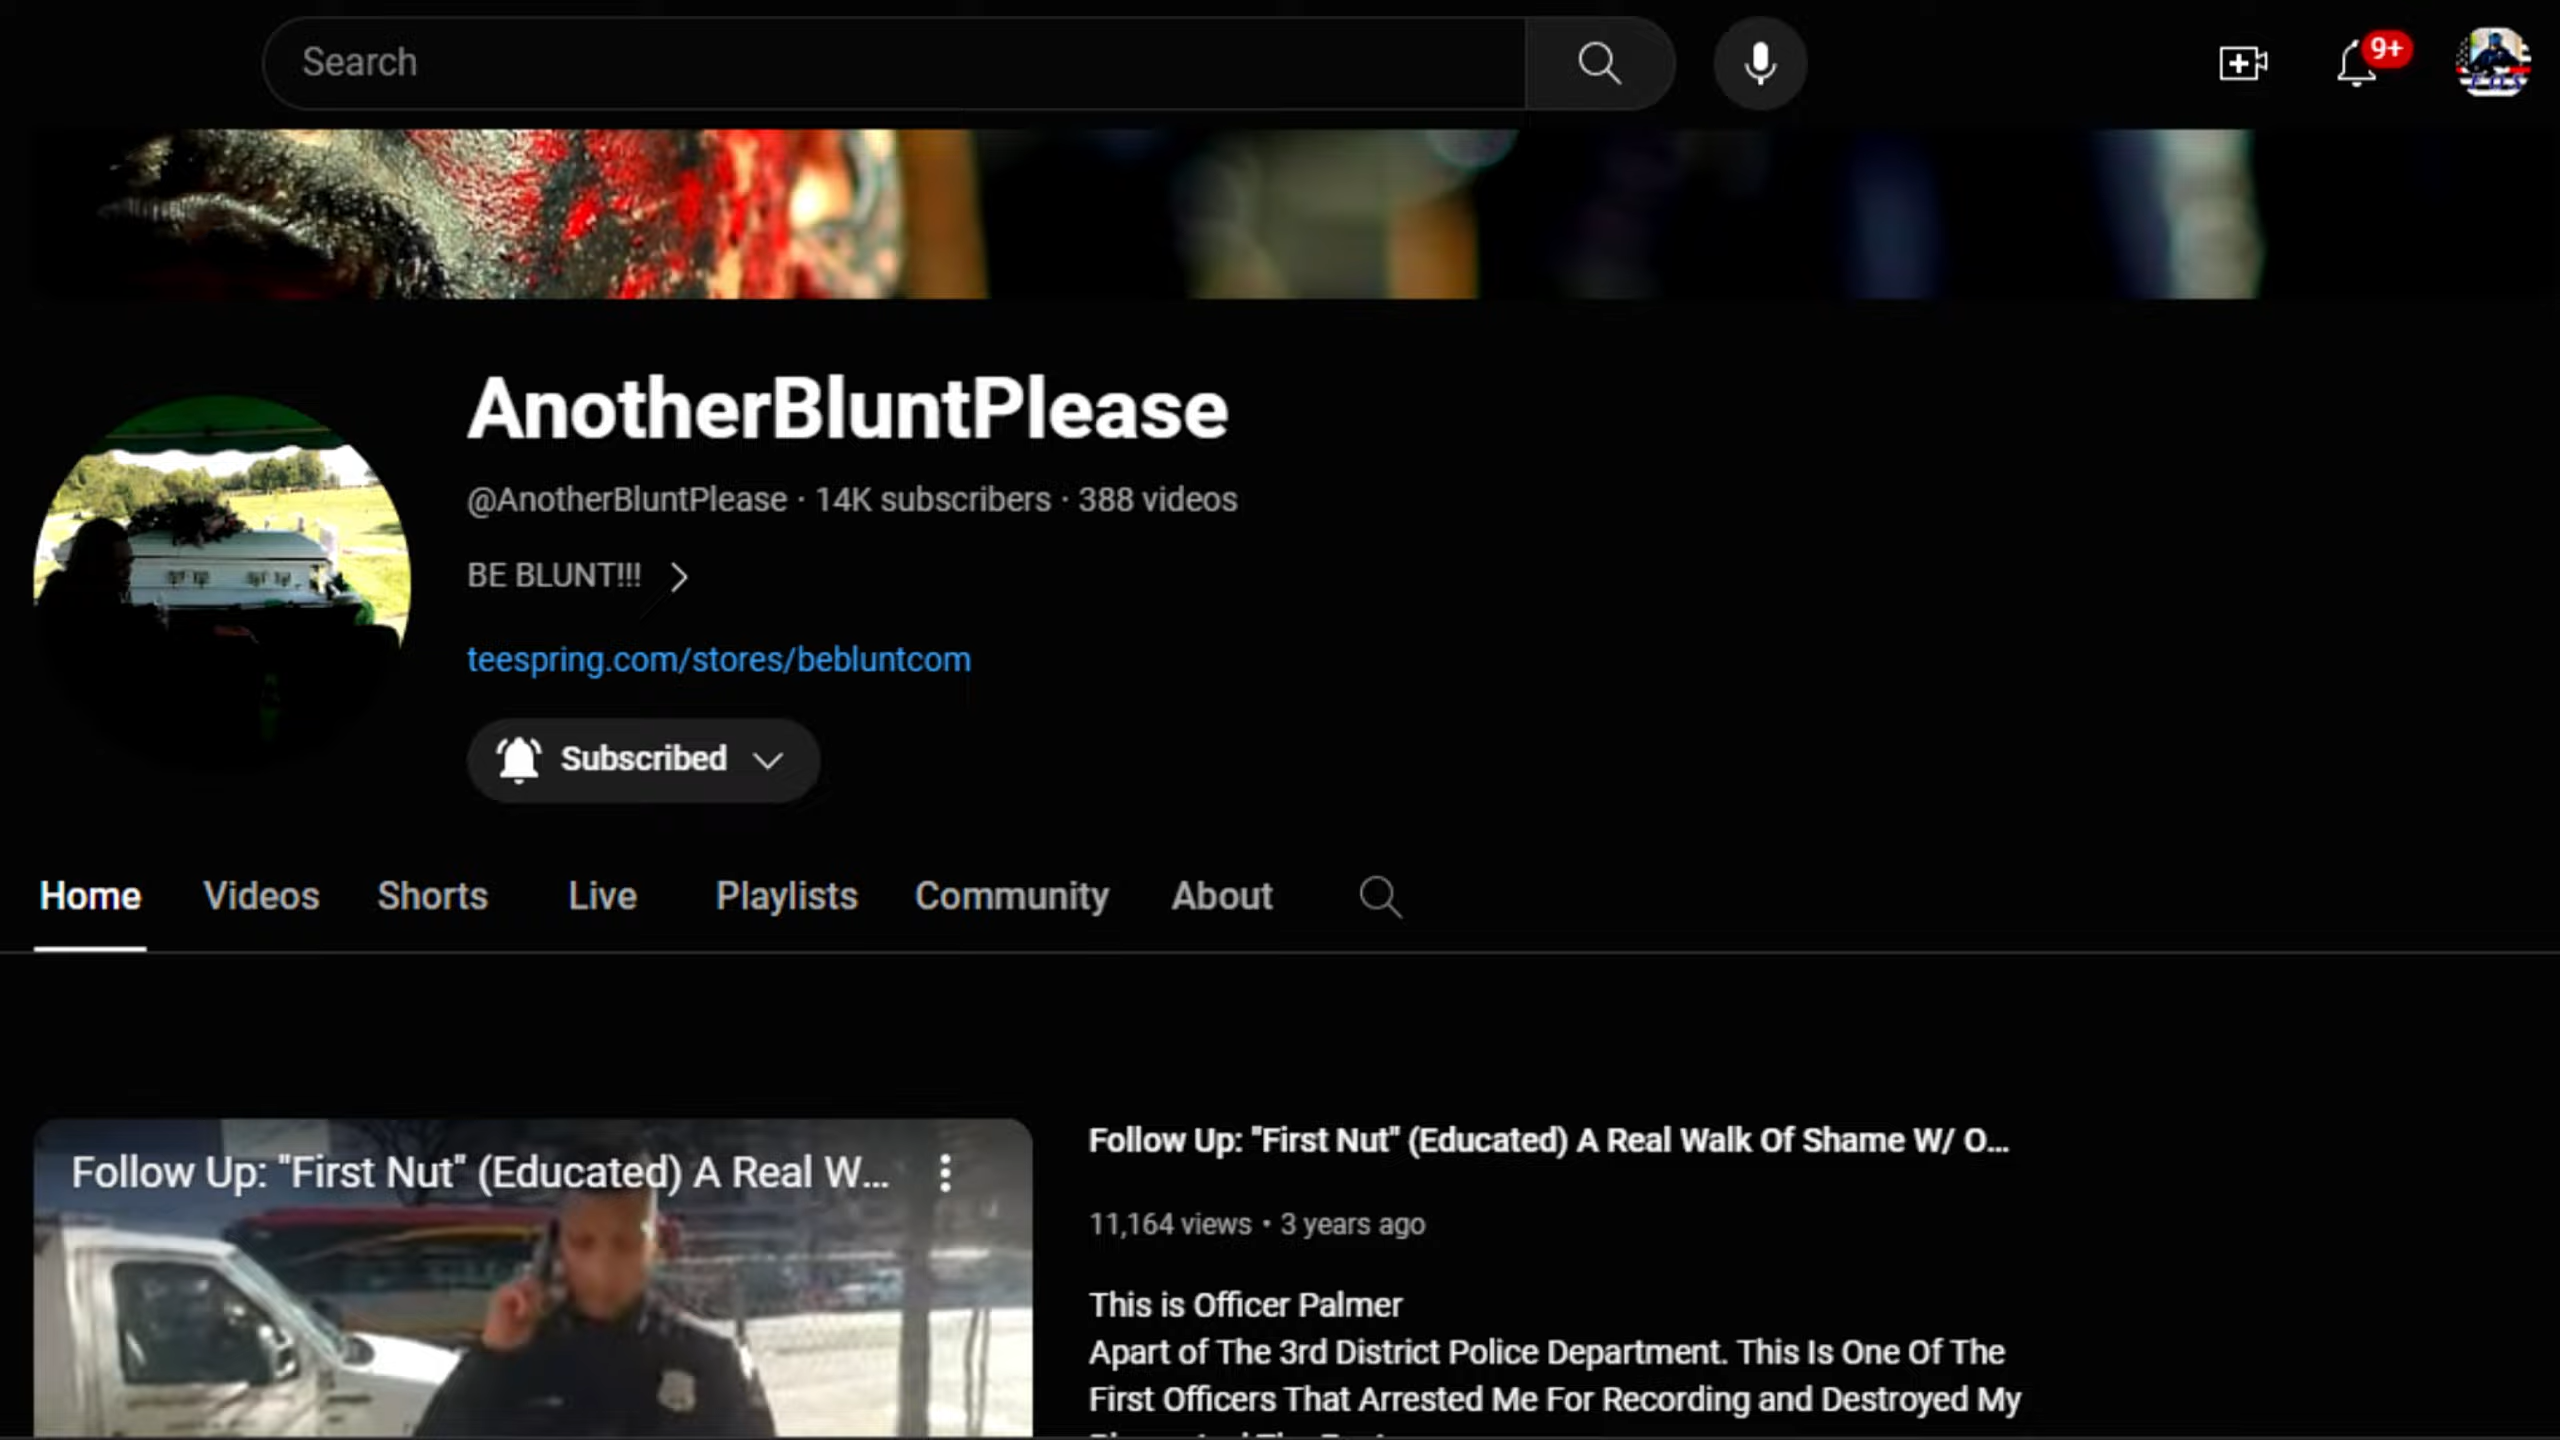 Search
9+
AnotherBluntPlease
@AnotherBluntPlease · 14K subscribers · 388 videos
BE BLUNT!!!
teespring.com/stores/bebluntcom
Subscribed
Home Videos Shorts Live Playlists Community About
Follow Up: "First Nut" (Educated) A Real W...
Follow Up: "First Nut" (Educated) A Real Walk Of Shame W/ O...
11,164 views • 3 years ago
This is Officer Palmer
Apart of The 3rd District Police Department. This Is One Of The
First Officers That Arrested Me For Recording and Destroyed My